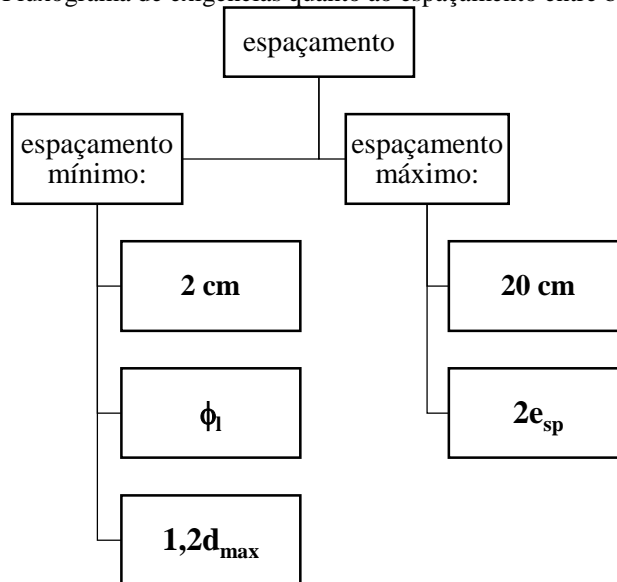 Fluxograma de exigências quanto ao espaçamento entre
espaçamento
espaçamento
mínimo:
2 cm
ϕl
1,2dmax
espaçamento
máximo:
20 cm
2esp